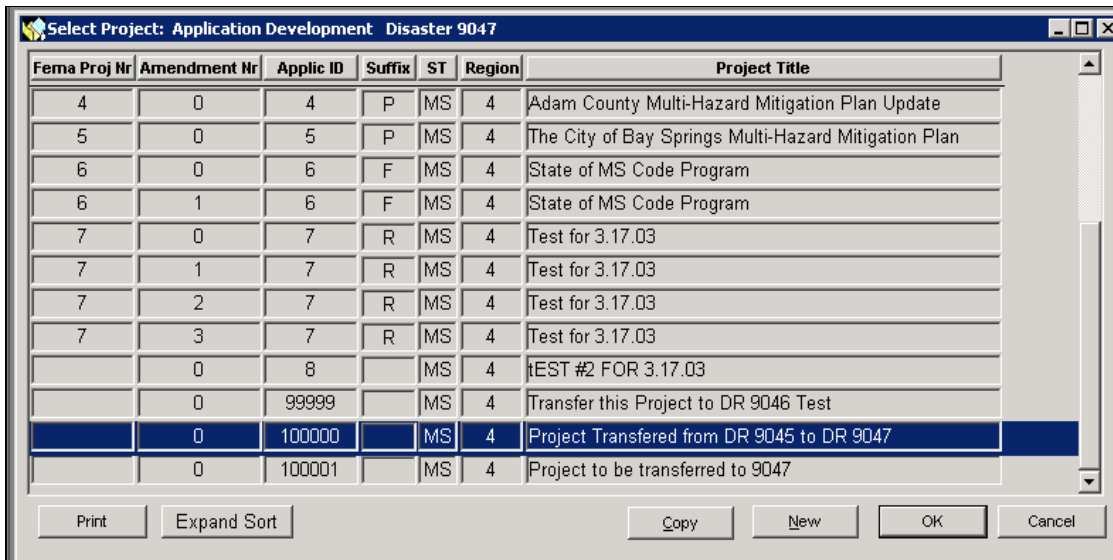 Select Project: Application Development Disaster 9047
Fema Proj Nr Amendment Nr Applic ID Suffix ST Region Project Title
4 0 4 P MS 4 Adam County Multi-Hazard Mitigation Plan Update
5 0 5 P MS 4 The City of Bay Springs Multi-Hazard Mitigation Plan
6 0 6 F MS 4 State of MS Code Program
6 1 6 F MS 4 State of MS Code Program
7 0 7 R MS 4 Test for 3.17.03
7 1 7 R MS 4 Test for 3.17.03
7 2 7 R MS 4 Test for 3.17.03
7 3 7 R MS 4 Test for 3.17.03
0 8 MS 4 tEST #2 FOR 3.17.03
0 99999 MS 4 Transfer this Project to DR 9046 Test
0 100000 MS 4 Project Transfered from DR 9045 to DR 9047
0 100001 MS 4 Project to be transferred to 9047
Print Expand Sort Copy New OK Cancel